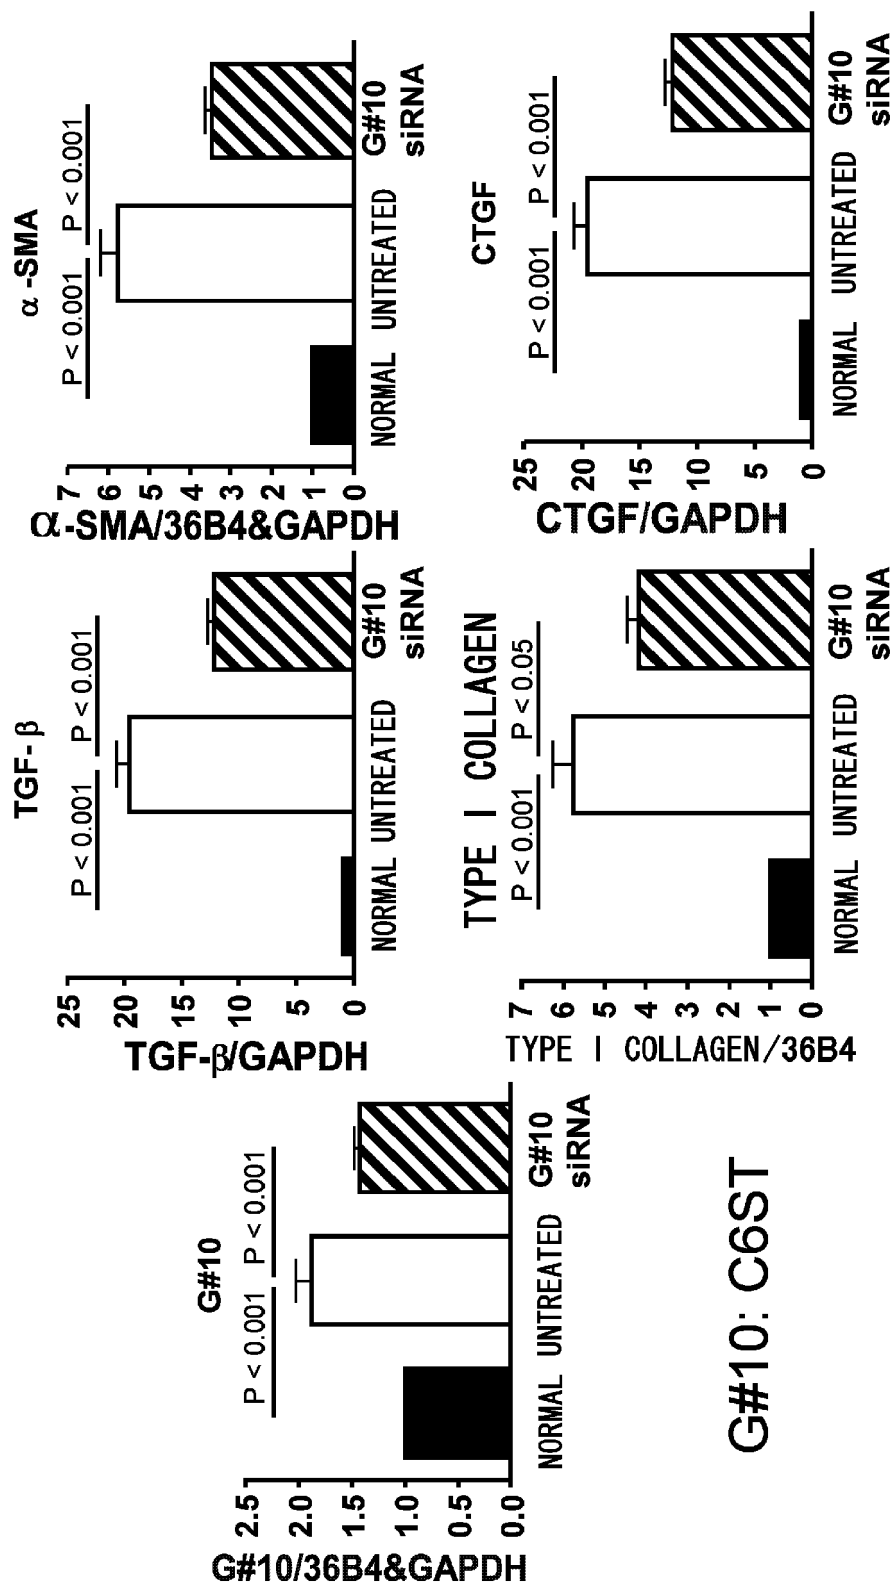 G#10
P < 0.001 P < 0.001
G#10/36B4&GAPDH
2.5
2.0
1.5
1.0
0.5
0.0
NORMAL UNTREATED G#10 siRNA
TGF-β
P < 0.001 P < 0.001
TGF-β/GAPDH
25
20
15
10
5
0
NORMAL UNTREATED G#10 siRNA
α-SMA
P < 0.001 P < 0.001
α-SMA/36B4&GAPDH
7
6
5
4
3
2
1
0
NORMAL UNTREATED G#10 siRNA
TYPE I COLLAGEN
P < 0.001 P < 0.05
TYPE I COLLAGEN/36B4
7
6
5
4
3
2
1
0
NORMAL UNTREATED G#10 siRNA
CTGF
P < 0.001 P < 0.001
CTGF/GAPDH
25
20
15
10
5
0
NORMAL UNTREATED G#10 siRNA
G#10: C6ST